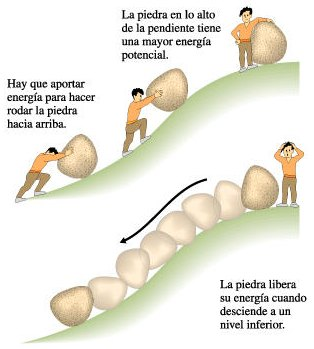 La piedra en lo alto
de la pendiente tiene
una mayor energía
potencial.
Hay que aportar
energía para hacer
rodar la piedra
hacia arriba.
La piedra libera
su energía cuando
desciende a un
nivel inferior.